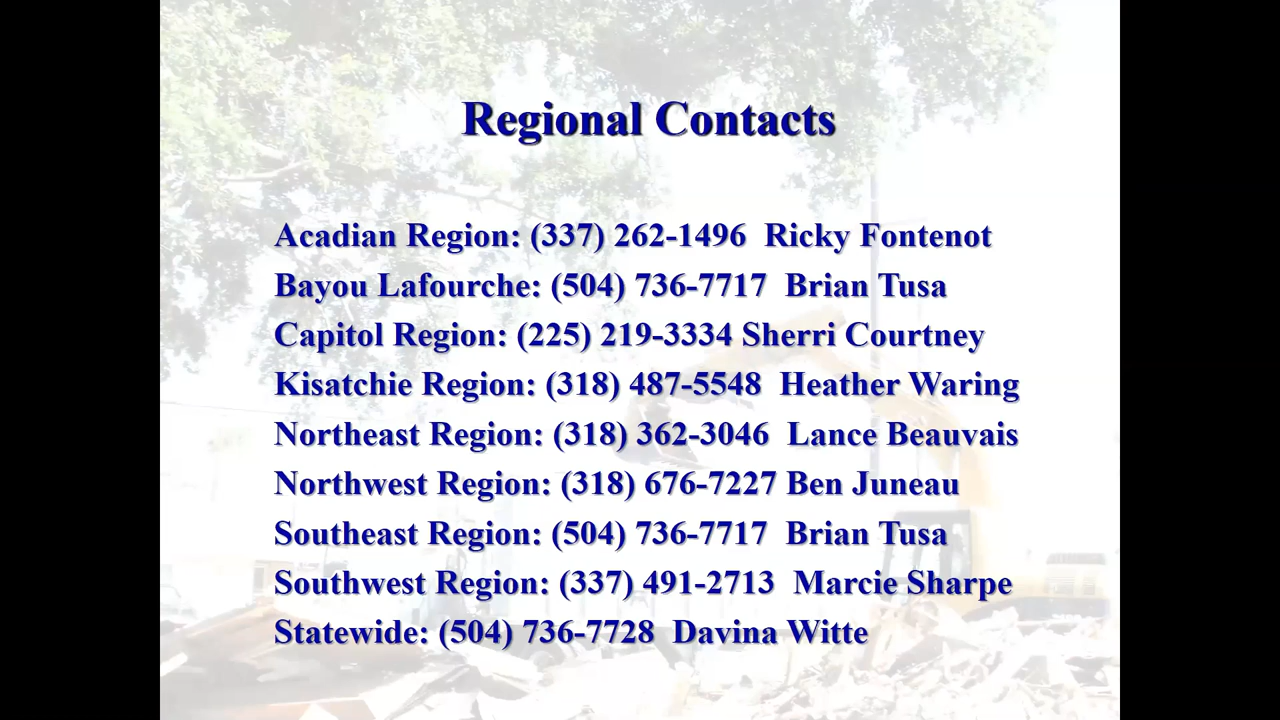 Regional Contacts
Acadian Region: (337) 262-1496  Ricky Fontenot
Bayou Lafourche: (504) 736-7717  Brian Tusa
Capitol Region: (225) 219-3334 Sherri Courtney
Kisatchie Region: (318) 487-5548  Heather Waring
Northeast Region: (318) 362-3046  Lance Beauvais
Northwest Region: (318) 676-7227 Ben Juneau
Southeast Region: (504) 736-7717  Brian Tusa
Southwest Region: (337) 491-2713  Marcie Sharpe
Statewide: (504) 736-7728  Davina Witte